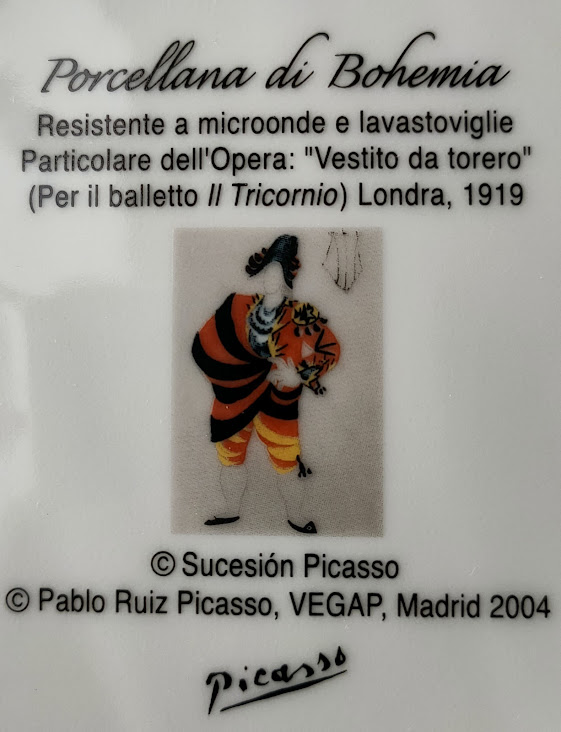 Porcellana di Bohemia
Resistente a microonde e lavastoviglie
Particolare dell'Opera: "Vestito da torero"
(Per il balletto Il Tricornio) Londra, 1919
© Sucesión Picasso
© Pablo Ruiz Picasso, VEGAP, Madrid 2004
Picasso